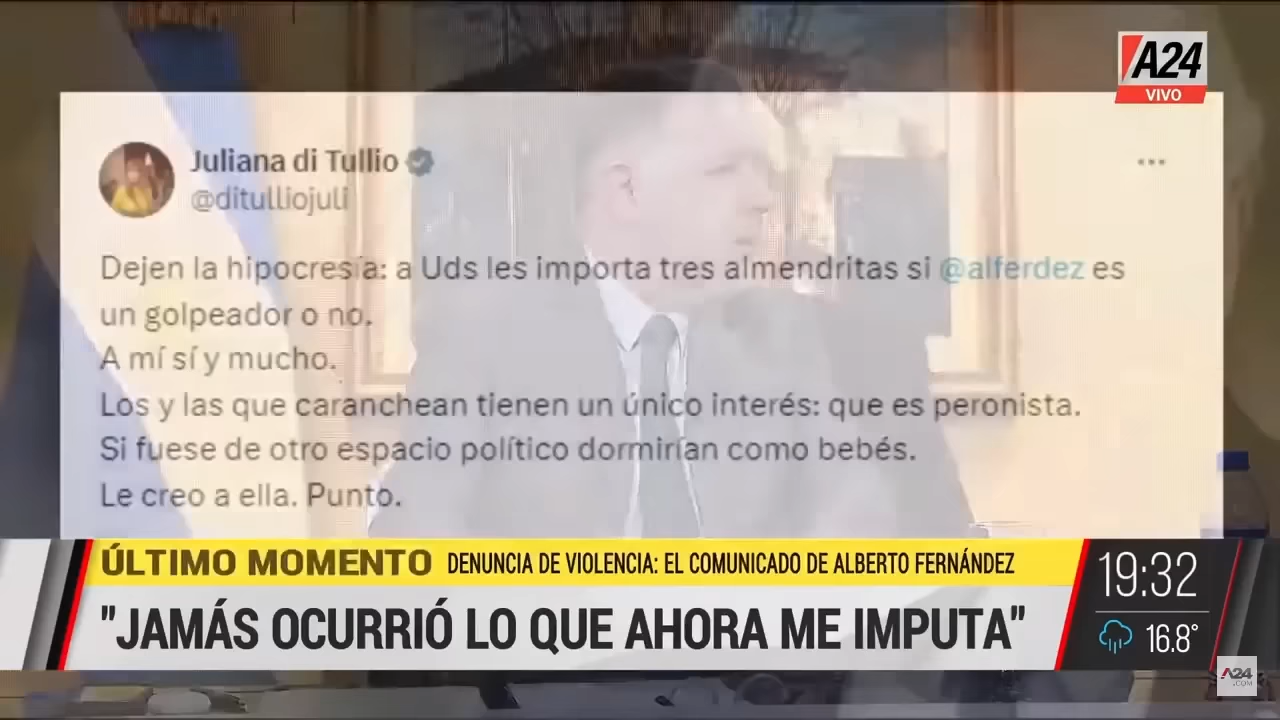 A24
VIVO
Juliana di Tullio
@ditulliojuli
Dejen la hipocresía: a Uds les importa tres almendritas si @alferdez es
un golpeador o no.
A mí sí y mucho.
Los y las que caranchean tienen un único interés: que es peronista.
Si fuese de otro espacio político dormirían como bebés.
Le creo a ella. Punto.
ÚLTIMO MOMENTO DENUNCIA DE VIOLENCIA: EL COMUNICADO DE ALBERTO FERNÁNDEZ
"JAMÁS OCURRIÓ LO QUE AHORA ME IMPUTA"
19:32
16.8°
A24
.COM